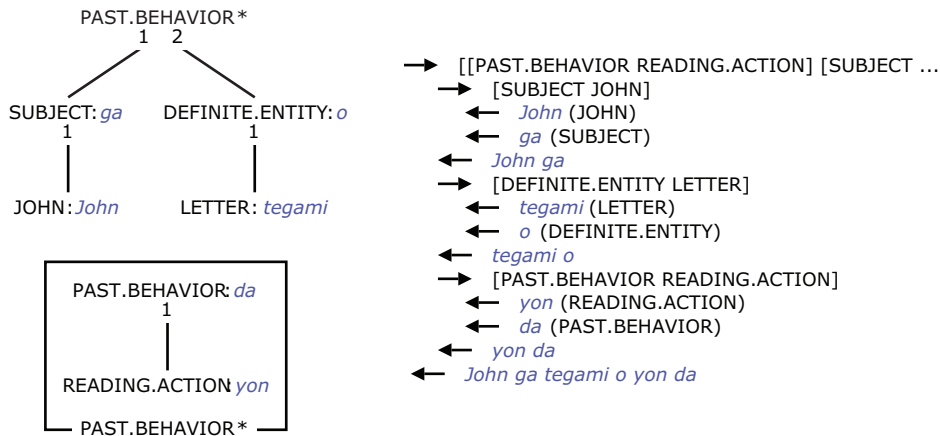 PAST.BEHAVIOR*
1 2
SUBJECT: ga DEFINITE.ENTITY: o
1 1
JOHN: John LETTER: tegami
PAST.BEHAVIOR: da
1
READING.ACTION: yon
PAST.BEHAVIOR*
[[PAST.BEHAVIOR READING.ACTION] [SUBJECT ...
[SUBJECT JOHN]
John (JOHN)
ga (SUBJECT)
John ga
[DEFINITE.ENTITY LETTER]
tegami (LETTER)
o (DEFINITE.ENTITY)
tegami o
[PAST.BEHAVIOR READING.ACTION]
yon (READING.ACTION)
da (PAST.BEHAVIOR)
yon da
John ga tegami o yon da